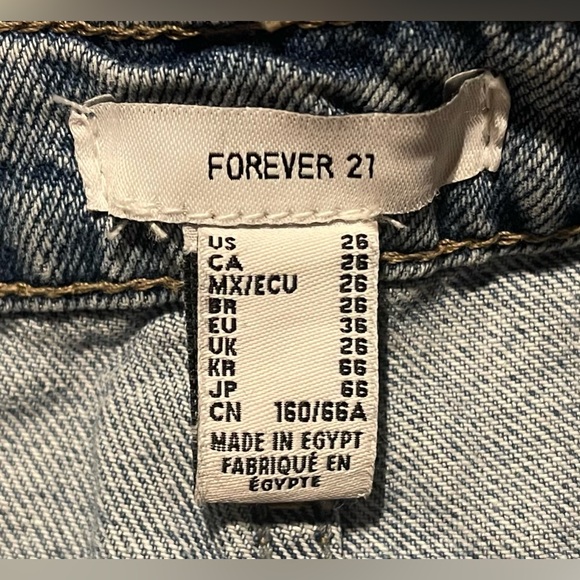 FOREVER 21
US 26
CA 26
MX/ECU 26
BR 26
EU 36
UK 26
KR 66
JP 66
CN 160/66A
MADE IN EGYPT
FABRIQUÉ EN
ÉGYPTE